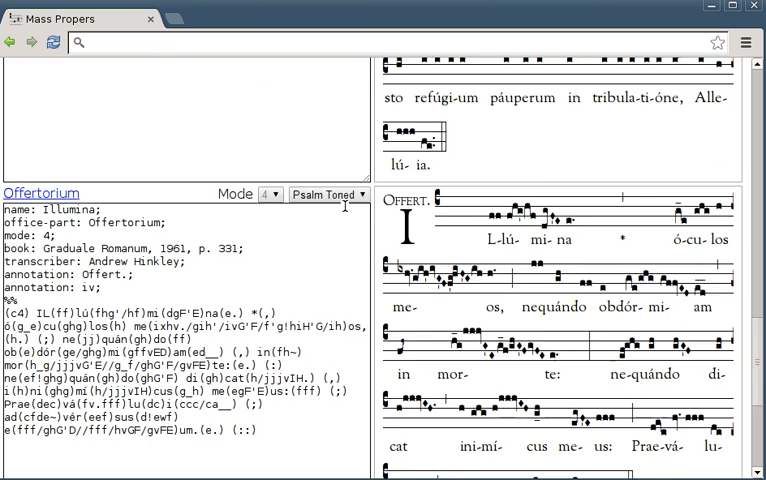 Mass Propers
sto refúgi-um páuperum in tribula-ti-óne, Alle-
lú- ia.
Offertorium Mode 4 Psalm Toned
name: Illumina;
office-part: Offertorium;
mode: 4;
book: Graduale Romanum, 1961, p. 331;
transcriber: Andrew Hinkley;
annotation: Offert.;
annotation: iv;
%%
(c4) IL(ff)lú(fhg'/hf)mi(dgF'E)na(e.) *(,)
ó(g_e)cu(ghg)los(h) me(ixhv./gih'/ivG'F/f'g!hiH'G/ih)os,
(h.) (;) ne(jj)quán(gh)do(ff)
ob(e)dór(ge/ghg)mi(gffvED)am(ed__) (,) in(fh~)
mor(h_g/jjjvG'E//g_f/ghG'F/gvFE)te:(e.) (:)
ne(ef!ghg)quán(gh)do(ghG'F) di(gh)cat(h/jjjvIH.) (,)
i(h)ni(ghg)mí(h/jjjvIH)cus(g_h) me(egF'E)us:(fff) (;)
Prae(dec)vá(fv.fff)lu(dc)i(ccc/ca__) (;)
ad(cfde~)vér(eef)sus(d!ewf)
e(fff/ghG'D//fff/hvGF/gvFE)um.(e.) (::)
OFFERT.
I
L-lú- mi- na * ó-cu- los
me- os, nequándo obdór- mi- am
in mor- te: ne-quándo di-
cat inimí- cus me- us: Prae-vá- lu-